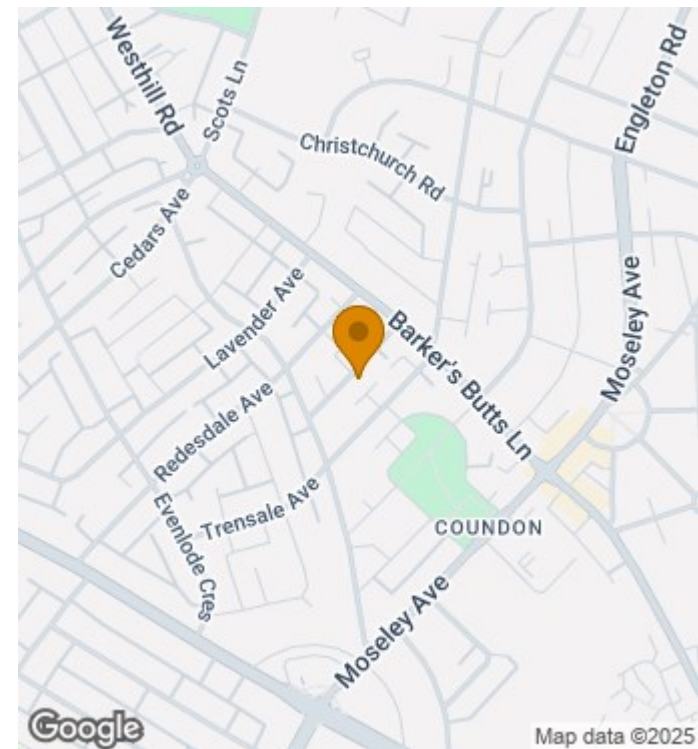 Westhill Rd
Scots Ln
Engleton Rd
Christchurch Rd
Cedars Ave
Lavender Ave
Barker's Butts Ln
Moseley Ave
Redesdale Ave
Trensale Ave
Evenlode Cres
COUNDON
Moseley Ave
Google
Map data ©2025